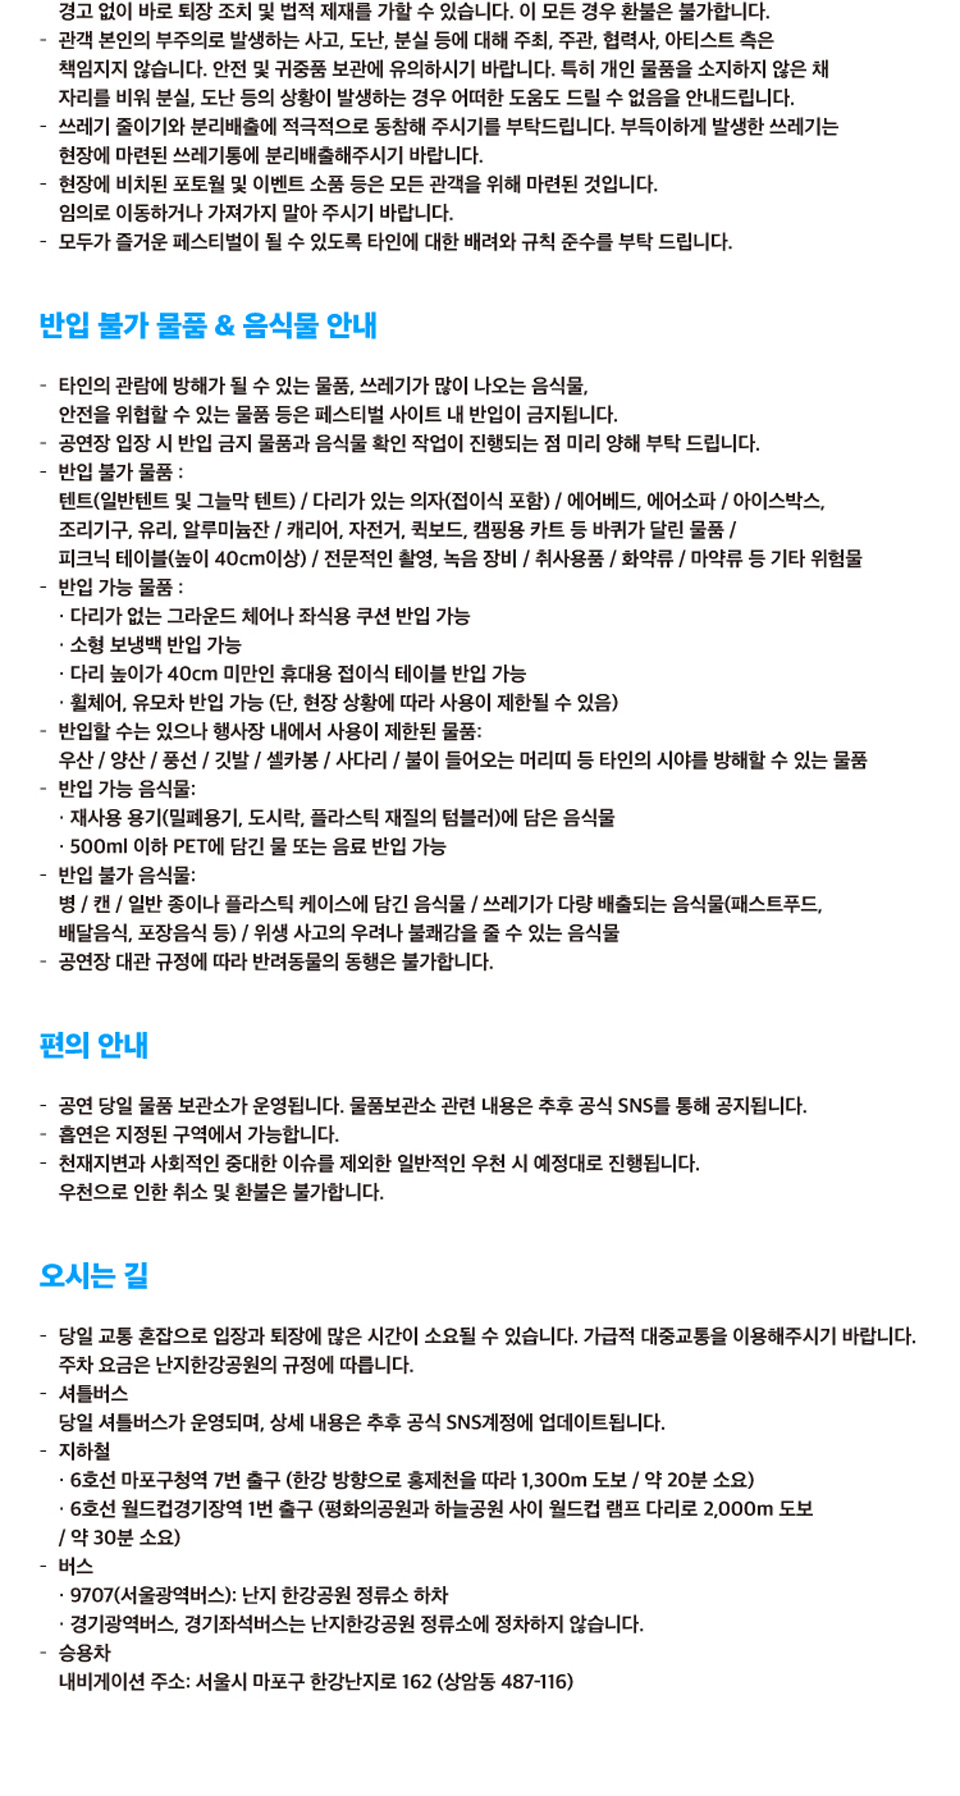 경고 없이 바로 퇴장 조치 및 법적 제재를 가할 수 있습니다. 이 모든 경우 환불은 불가합니다.
- 관객 본인의 부주의로 발생하는 사고, 도난, 분실 등에 대해 주최, 주관, 협력사, 아티스트 측은
책임지지 않습니다. 안전 및 귀중품 보관에 유의하시기 바랍니다. 특히 개인 물품을 소지하지 않은 채
자리를 비워 분실, 도난 등의 상황이 발생하는 경우 어떠한 도움도 드릴 수 없음을 안내드립니다.
- 쓰레기 줄이기와 분리배출에 적극적으로 동참해 주시기를 부탁드립니다. 부득이하게 발생한 쓰레기는
현장에 마련된 쓰레기통에 분리배출해주시기 바랍니다.
- 현장에 비치된 포토월 및 이벤트 소품 등은 모든 관객을 위해 마련된 것입니다.
임의로 이동하거나 가져가지 말아 주시기 바랍니다.
- 모두가 즐거운 페스티벌이 될 수 있도록 타인에 대한 배려와 규칙 준수를 부탁 드립니다.
반입 불가 물품 & 음식물 안내
- 타인의 관람에 방해가 될 수 있는 물품, 쓰레기가 많이 나오는 음식물,
안전을 위협할 수 있는 물품 등은 페스티벌 사이트 내 반입이 금지됩니다.
- 공연장 입장 시 반입 금지 물품과 음식물 확인 작업이 진행되는 점 미리 양해 부탁 드립니다.
- 반입 불가 물품 :
텐트(일반텐트 및 그늘막 텐트) / 다리가 있는 의자(접이식 포함) / 에어베드, 에어소파 / 아이스박스,
조리기구, 유리, 알루미늄잔 / 캐리어, 자전거, 퀵보드, 캠핑용 카트 등 바퀴가 달린 물품 /
피크닉 테이블(높이 40cm이상) / 전문적인 촬영, 녹음 장비 / 취사용품 / 화약류 / 마약류 등 기타 위험물
- 반입 가능 물품 :
· 다리가 없는 그라운드 체어나 좌식용 쿠션 반입 가능
· 소형 보냉백 반입 가능
· 다리 높이가 40cm 미만인 휴대용 접이식 테이블 반입 가능
· 휠체어, 유모차 반입 가능 (단, 현장 상황에 따라 사용이 제한될 수 있음)
- 반입할 수는 있으나 행사장 내에서 사용이 제한된 물품:
우산 / 양산 / 풍선 / 깃발 / 셀카봉 / 사다리 / 불이 들어오는 머리띠 등 타인의 시야를 방해할 수 있는 물품
- 반입 가능 음식물:
· 재사용 용기(밀폐용기, 도시락, 플라스틱 재질의 텀블러)에 담은 음식물
· 500ml 이하 PET에 담긴 물 또는 음료 반입 가능
- 반입 불가 음식물:
병 / 캔 / 일반 종이나 플라스틱 케이스에 담긴 음식물 / 쓰레기가 다량 배출되는 음식물(패스트푸드,
배달음식, 포장음식 등) / 위생 사고의 우려나 불쾌감을 줄 수 있는 음식물
- 공연장 대관 규정에 따라 반려동물의 동행은 불가합니다.
편의 안내
- 공연 당일 물품 보관소가 운영됩니다. 물품보관소 관련 내용은 추후 공식 SNS를 통해 공지됩니다.
- 흡연은 지정된 구역에서 가능합니다.
- 천재지변과 사회적인 중대한 이슈를 제외한 일반적인 우천 시 예정대로 진행됩니다.
우천으로 인한 취소 및 환불은 불가합니다.
오시는 길
- 당일 교통 혼잡으로 입장과 퇴장에 많은 시간이 소요될 수 있습니다. 가급적 대중교통을 이용해주시기 바랍니다.
주차 요금은 난지한강공원의 규정에 따릅니다.
- 셔틀버스
당일 셔틀버스가 운영되며, 상세 내용은 추후 공식 SNS계정에 업데이트됩니다.
- 지하철
· 6호선 마포구청역 7번 출구 (한강 방향으로 홍제천을 따라 1,300m 도보 / 약 20분 소요)
· 6호선 월드컵경기장역 1번 출구 (평화의공원과 하늘공원 사이 월드컵 램프 다리로 2,000m 도보
/ 약 30분 소요)
- 버스
· 9707(서울광역버스): 난지 한강공원 정류소 하차
· 경기광역버스, 경기좌석버스는 난지한강공원 정류소에 정차하지 않습니다.
- 승용차
내비게이션 주소: 서울시 마포구 한강난지로 162 (상암동 487-116)